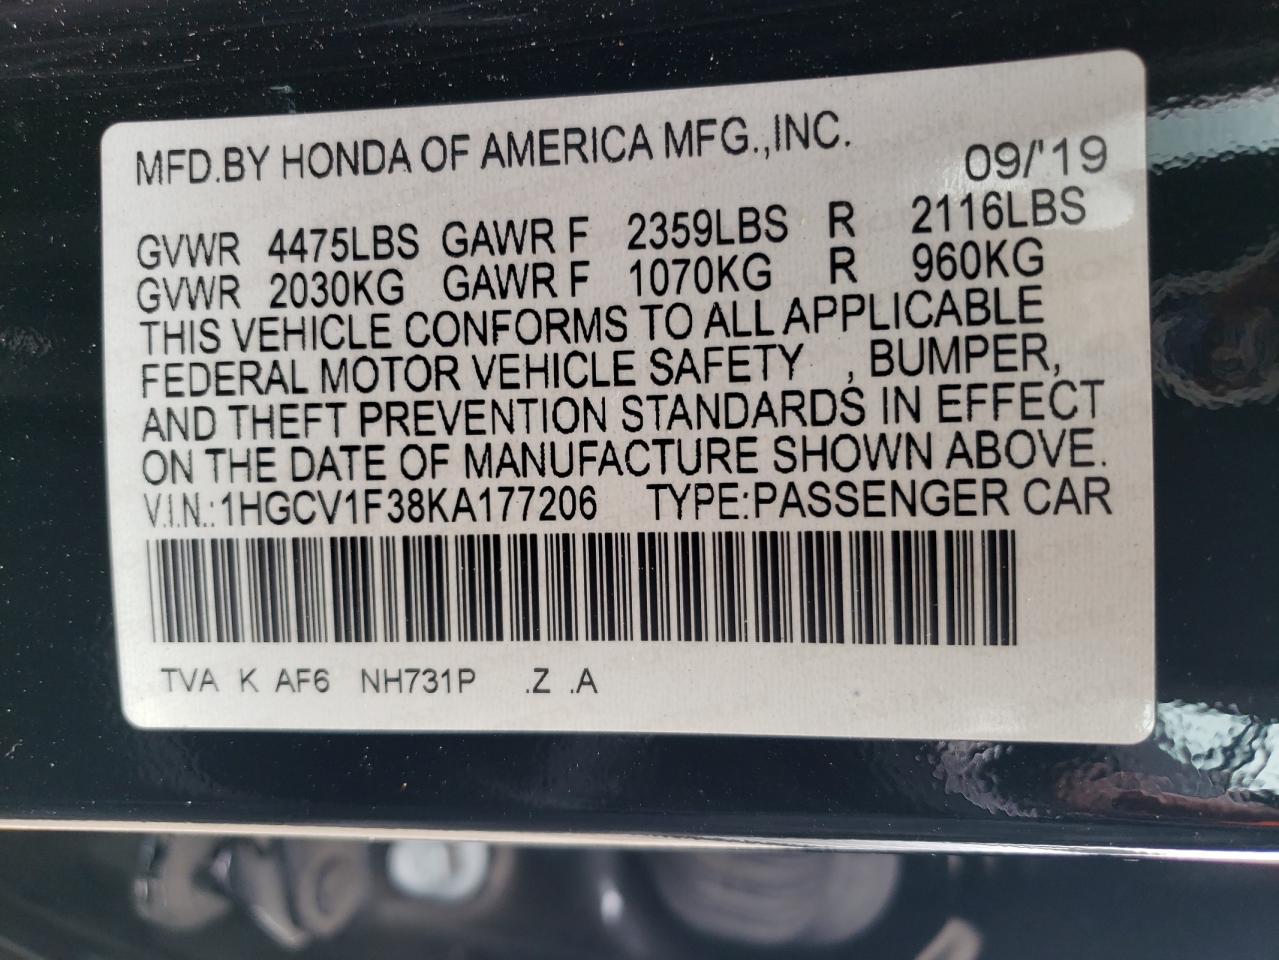 MFD.BY HONDA OF AMERICA MFG.,INC. 09/'19
GVWR 4475LBS GAWR F 2359LBS R 2116LBS
GVWR 2030KG GAWR F 1070KG R 960KG
THIS VEHICLE CONFORMS TO ALL APPLICABLE
FEDERAL MOTOR VEHICLE SAFETY , BUMPER,
AND THEFT PREVENTION STANDARDS IN EFFECT
ON THE DATE OF MANUFACTURE SHOWN ABOVE.
V.I.N.:1HGCV1F38KA177206 TYPE:PASSENGER CAR
TVA K AF6 NH731P .Z .A